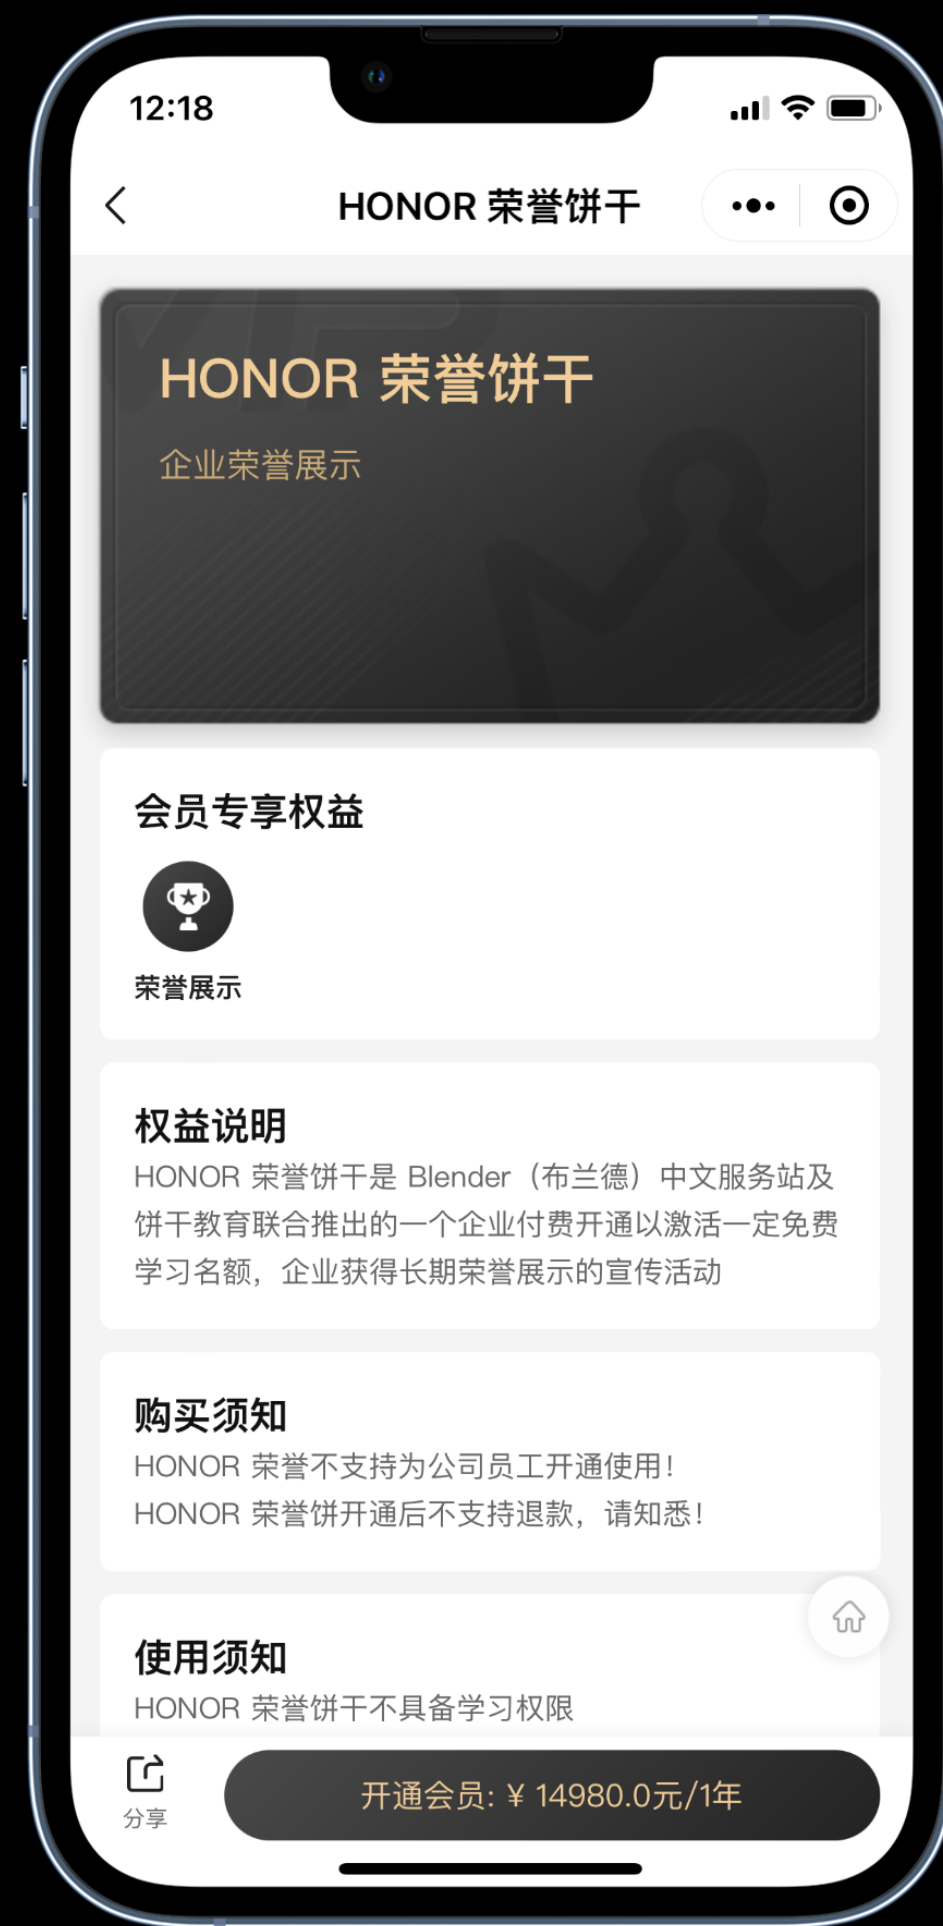 12:18
HONOR 荣誉饼干
VIP
HONOR 荣誉饼干
企业荣誉展示
会员专享权益
荣誉展示
权益说明
HONOR 荣誉饼干是 Blender（布兰德）中文服务站及
饼干教育联合推出的一个企业付费开通以激活一定免费
学习名额，企业获得长期荣誉展示的宣传活动
购买须知
HONOR 荣誉不支持为公司员工开通使用！
HONOR 荣誉饼开通后不支持退款，请知悉！
使用须知
HONOR 荣誉饼干不具备学习权限
分享
开通会员: ¥ 14980.0元/1年